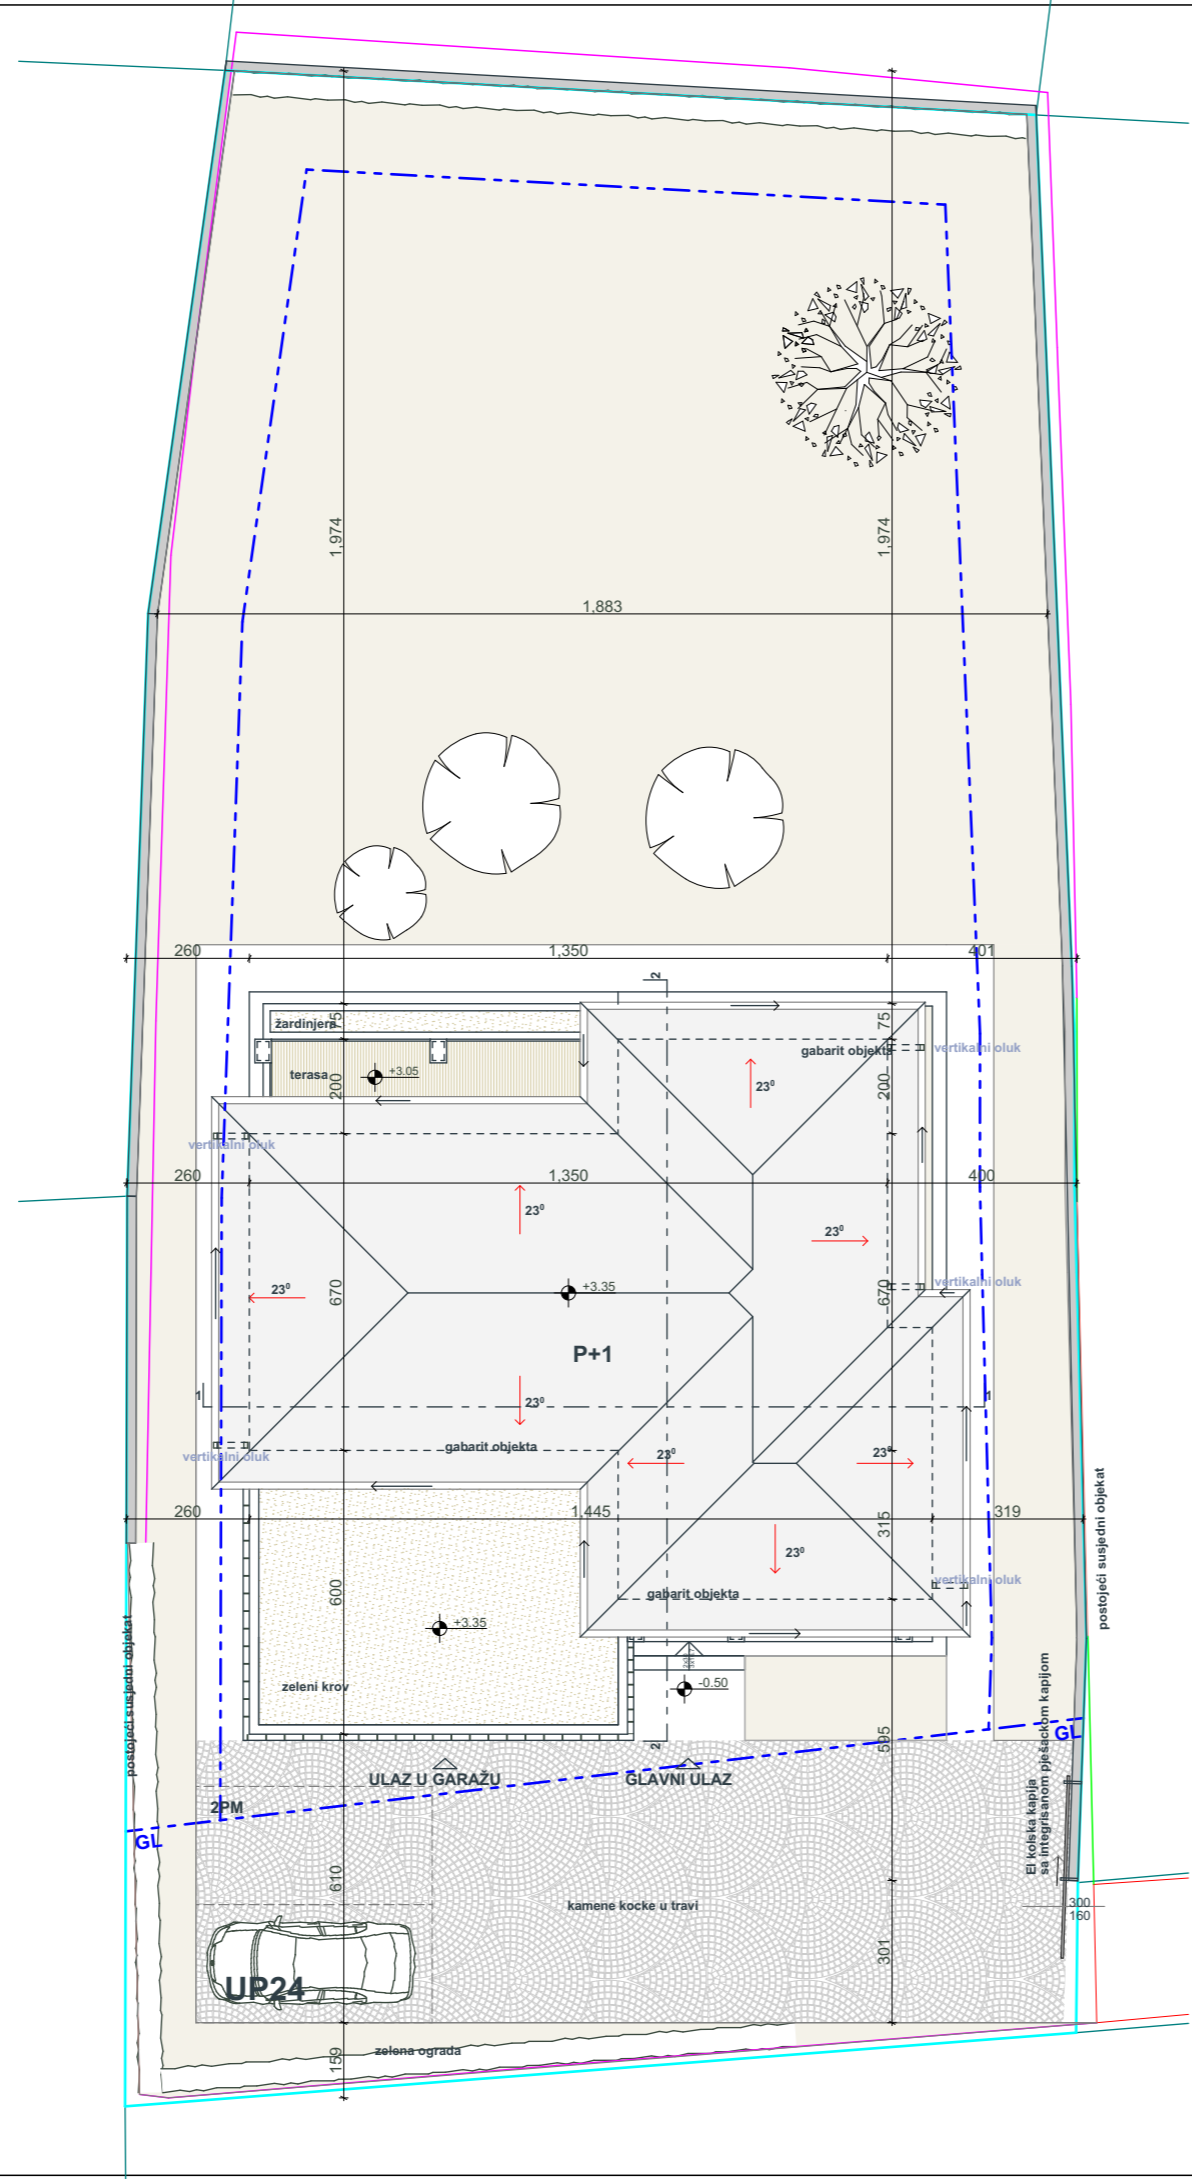 1,974
1,974
1,883
260
1,350
401
2
žardinjera
75
75
gabarit objekta
vertikalni oluk
terasa
+3.05
200
200
23⁰
vertikalni oluk
260
1,350
400
23⁰
23⁰
23⁰
+3.35
670
670
vertikalni oluk
P+1
1
1
23⁰
gabarit objekta
vertikalni oluk
23⁰
23⁰
260
1,445
319
315
postojeći susjedni objekat
23⁰
vertikalni oluk
gabarit objekta
600
+3.35
zeleni krov
-0.50
postojeći susjedni objekat
El kolska kapija
sa integrisanom pješačkom kapijom
GL
595
2
ULAZ U GARAŽU
GLAVNI ULAZ
2PM
GL
610
kamene kocke u travi
300
160
301
UP24
159
zelena ograda